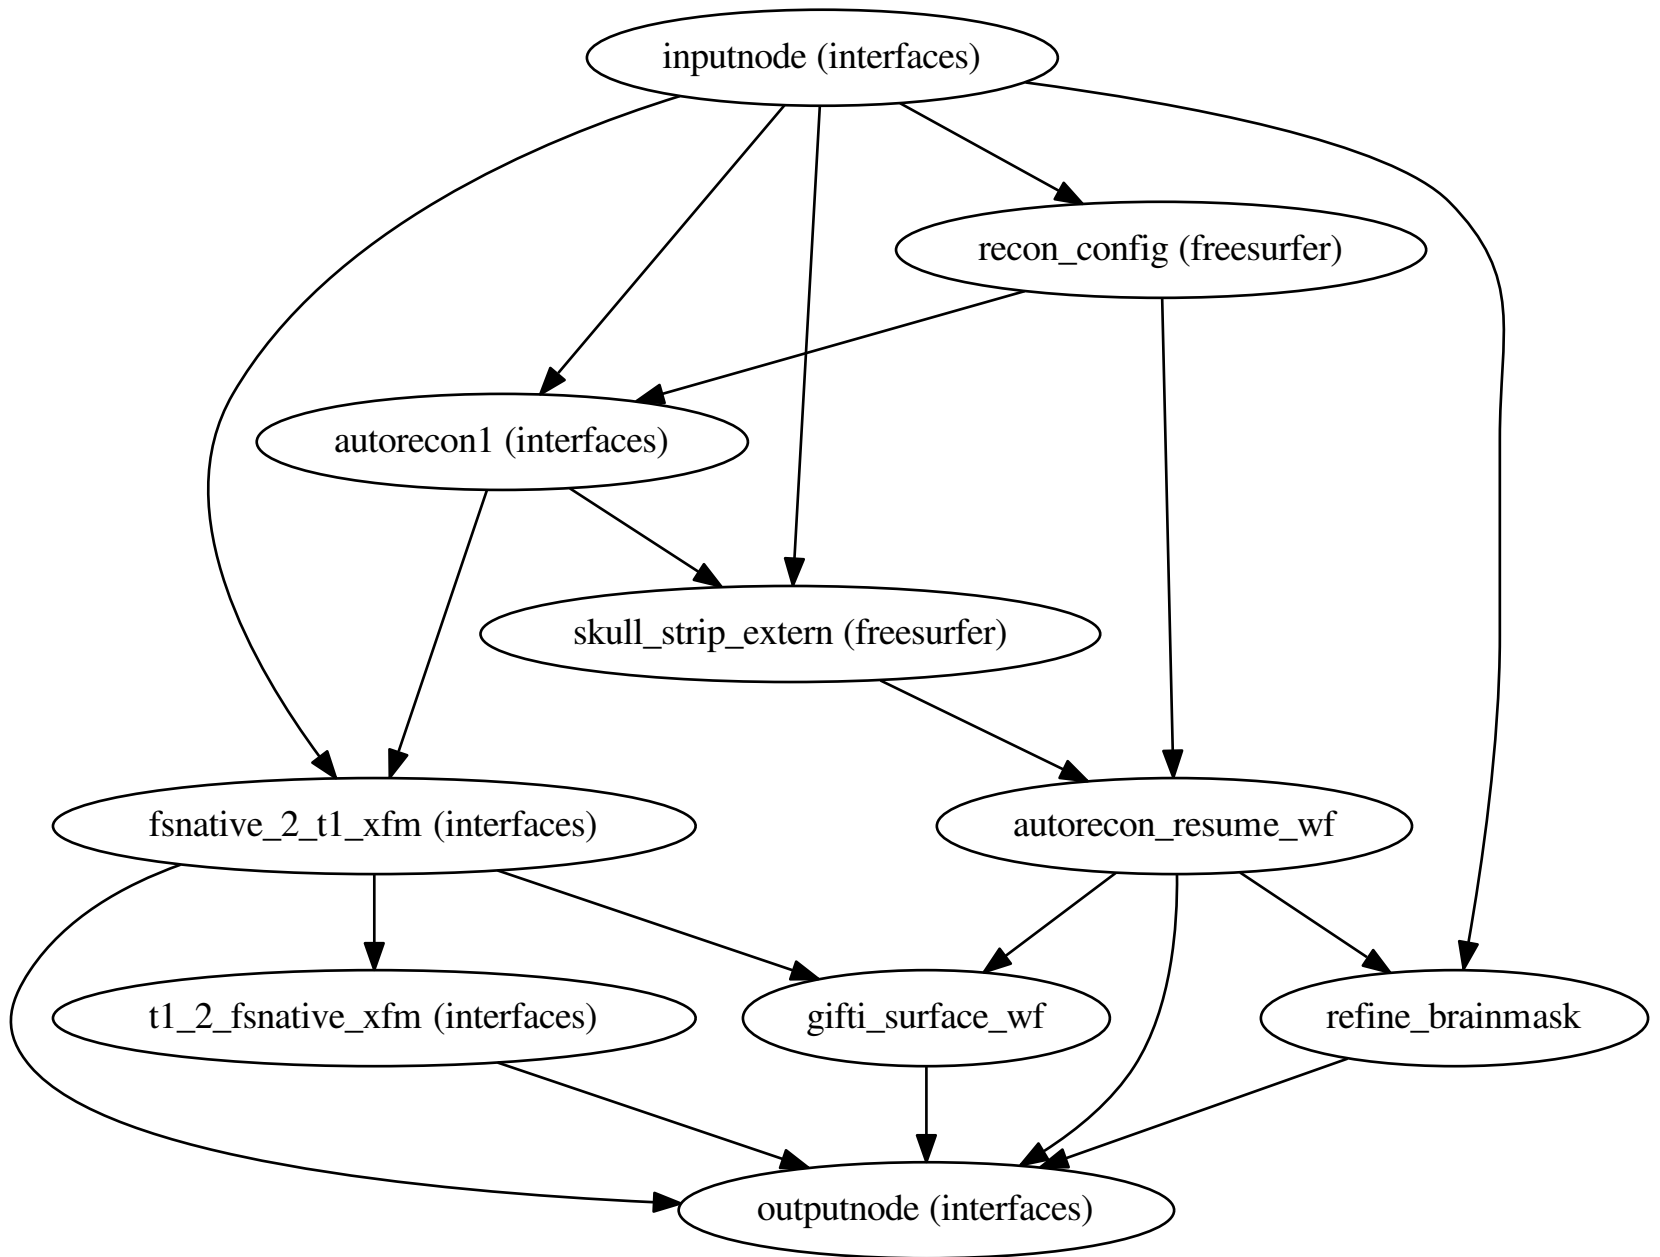 inputnode (interfaces)
recon_config (freesurfer)
autorecon1 (interfaces)
skull_strip_extern (freesurfer)
fsnative_2_t1_xfm (interfaces)
autorecon_resume_wf
t1_2_fsnative_xfm (interfaces)
gifti_surface_wf
refine_brainmask
outputnode (interfaces)